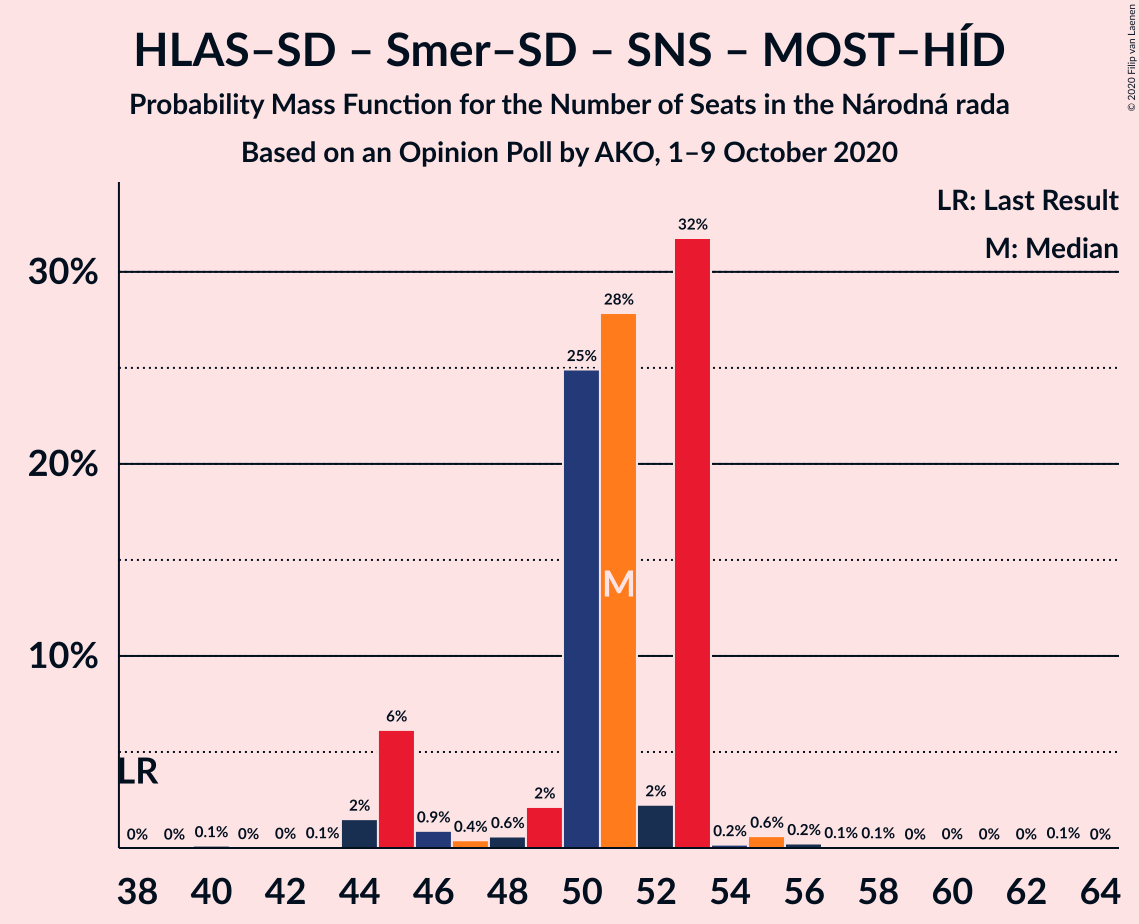 HLAS–SD – Smer–SD – SNS – MOST–HÍD
Probability Mass Function for the Number of Seats in the Národná rada
Based on an Opinion Poll by AKO, 1–9 October 2020
© 2020 Filip van Laenen
LR: Last Result
M: Median
30%
20%
10%
LR
M
0% 0% 0.1% 0% 0% 0.1% 2% 6% 0.9% 0.4% 0.6% 2% 25% 28% 2% 32% 0.2% 0.6% 0.2% 0.1% 0.1% 0% 0% 0% 0% 0.1% 0%
38 40 42 44 46 48 50 52 54 56 58 60 62 64